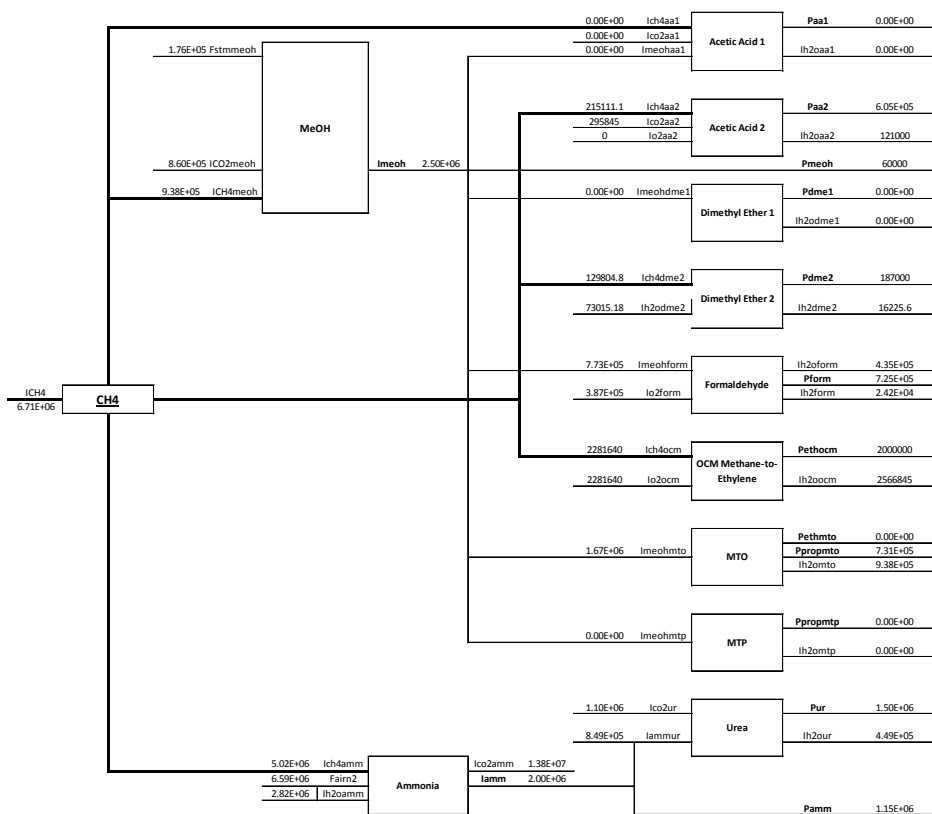 0.00E+00 Ich4aa1 Paa1 0.00E+00
0.00E+00 Ico2aa1 Acetic Acid 1
1.76E+05 Fstmmeoh 0.00E+00 Imeohaa1 Ih2oaa1 0.00E+00
215111.1 Ich4aa2 Paa2 6.05E+05
MeOH 295845 Ico2aa2 Acetic Acid 2
0 Io2aa2 Ih2oaa2 121000
8.60E+05 ICO2meoh Imeoh 2.50E+06 Pmeoh 60000
9.38E+05 ICH4meoh 0.00E+00 Imeohdme1 Pdme1 0.00E+00
Dimethyl Ether 1
Ih2odme1 0.00E+00
129804.8 Ich4dme2 Pdme2 187000
Dimethyl Ether 2
73015.18 Ih2odme2 Ih2dme2 16225.6
7.73E+05 Imeohform Ih2oform 4.35E+05
Formaldehyde Pform 7.25E+05
ICH4 3.87E+05 Io2form Ih2form 2.42E+04
CH4
6.71E+06
2281640 Ich4ocm Pethocm 2000000
OCM Methane-to-
Ethylene
2281640 Io2ocm Ih2oocm 2566845
Pethmto 0.00E+00
1.67E+06 Imeohmto MTO Ppropmto 7.31E+05
Ih2omto 9.38E+05
Ppropmtp 0.00E+00
0.00E+00 Imeohmtp MTP
Ih2omtp 0.00E+00
1.10E+06 Ico2ur Pur 1.50E+06
Urea
8.49E+05 Iammur Ih2our 4.49E+05
5.02E+06 Ich4amm Ico2amm 1.38E+07
6.59E+06 Fairn2 Ammonia Iamm 2.00E+06
2.82E+06 Ih2oamm
Pamm 1.15E+06